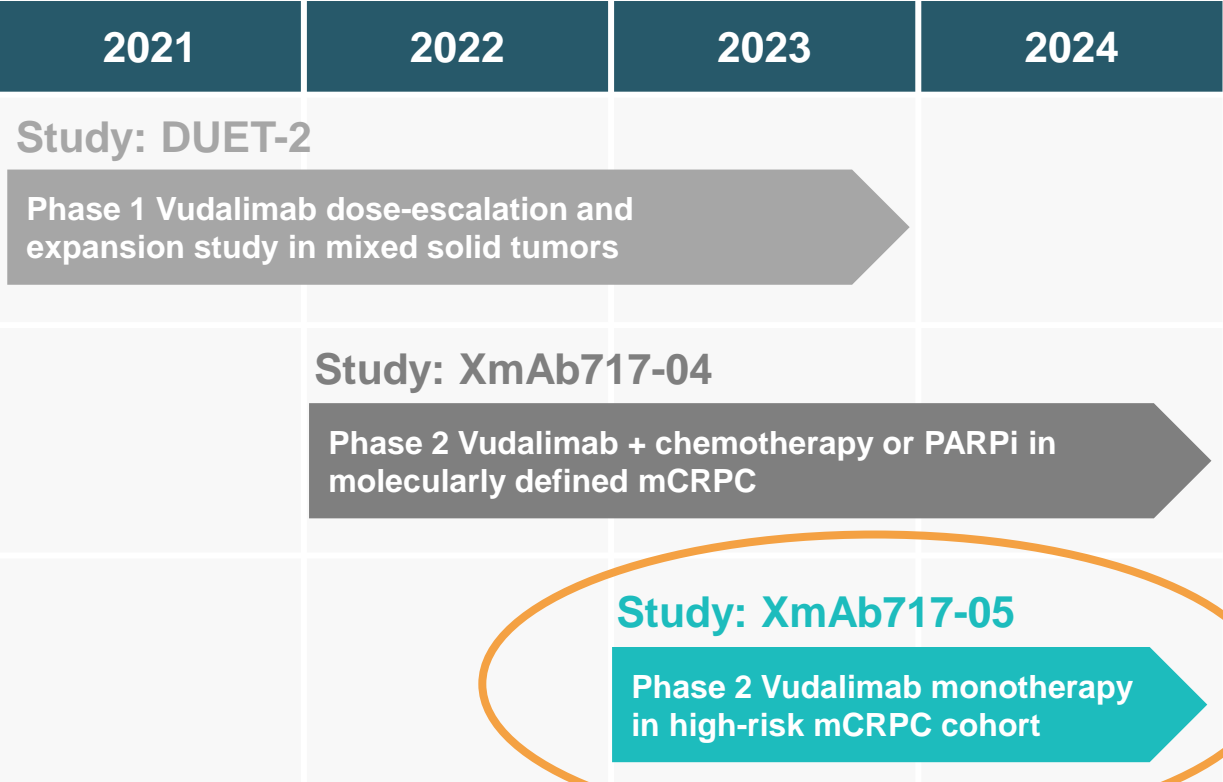 2021 2022 2023 2024
Study: DUET-2
Phase 1 Vudalimab dose-escalation and
expansion study in mixed solid tumors
Study: XmAb717-04
Phase 2 Vudalimab + chemotherapy or PARPi in
molecularly defined mCRPC
Study: XmAb717-05
Phase 2 Vudalimab monotherapy
in high-risk mCRPC cohort